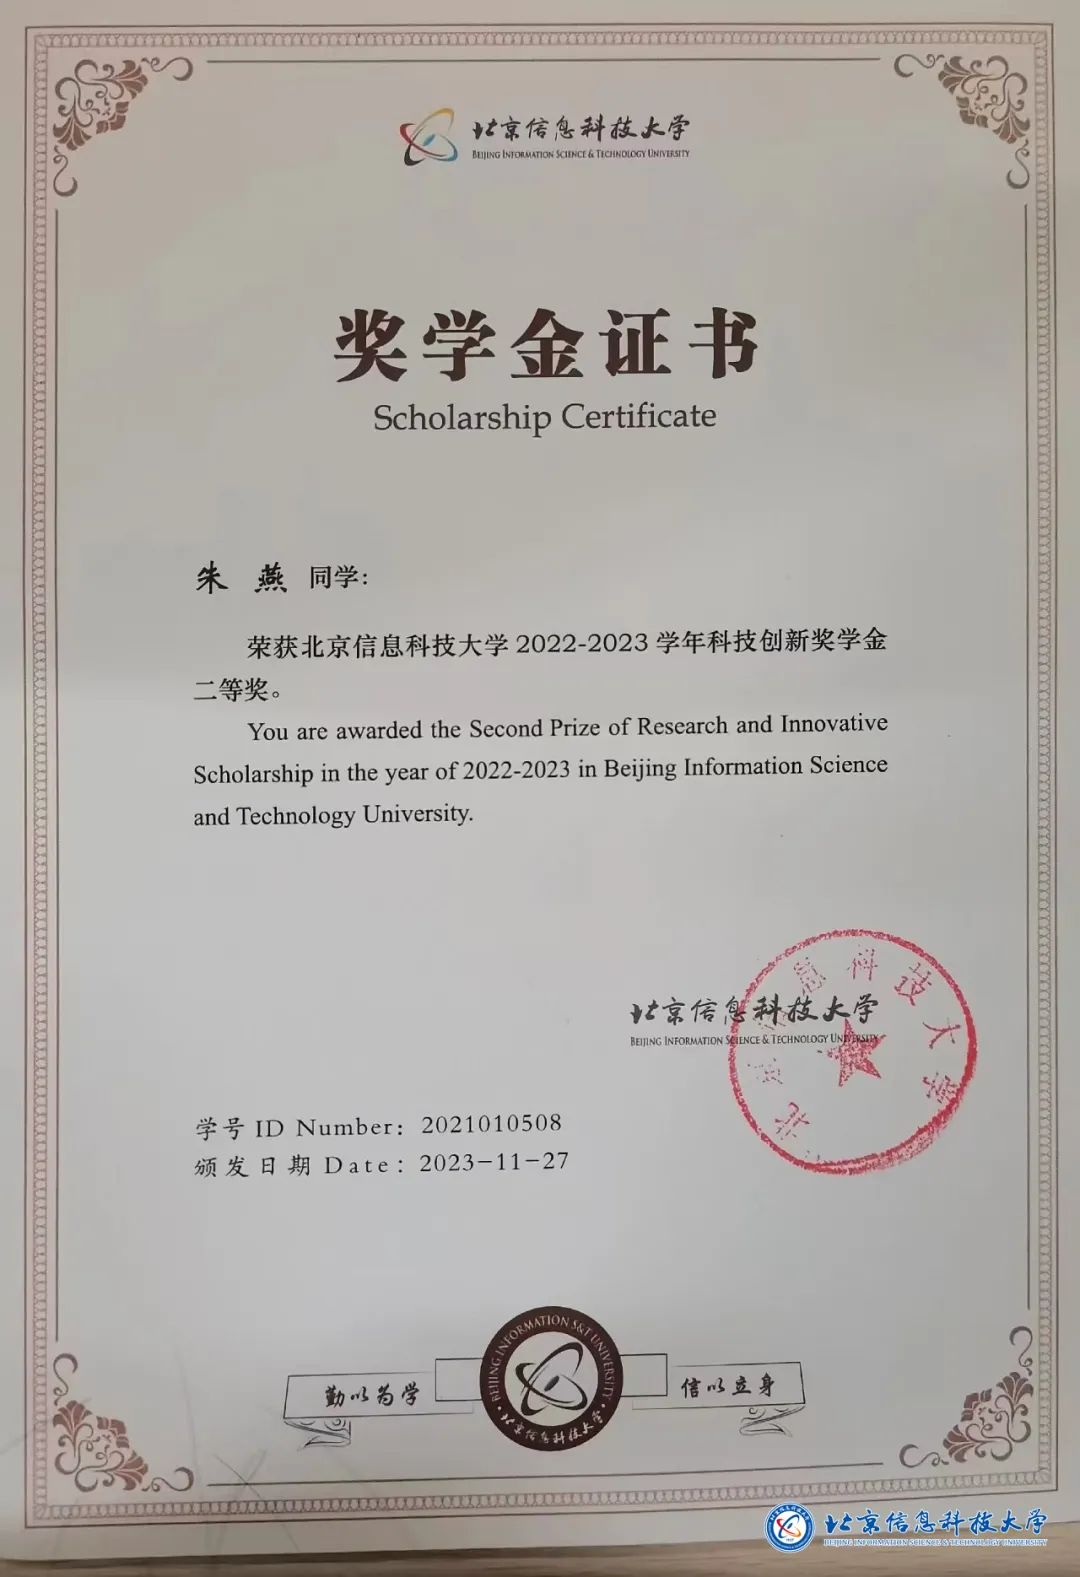 北京信息科技大学
BEIJING INFORMATION SCIENCE & TECHNOLOGY UNIVERSITY
奖学金证书
Scholarship Certificate
朱 燕 同学:
荣获北京信息科技大学 2022-2023 学年科技创新奖学金
二等奖。
You are awarded the Second Prize of Research and Innovative
Scholarship in the year of 2022-2023 in Beijing Information Science
and Technology University.
北京信息科技大学
BEIJING INFORMATION SCIENCE & TECHNOLOGY UNIVERSITY
北京信息科技大学
学号 ID Number: 2021010508
颁发日期 Date: 2023-11-27
勤以为学
BEIJING INFORMATION S&T UNIVERSITY
北京信息科技大学
信以立身
北京信息科技大学
BEIJING INFORMATION SCIENCE & TECHNOLOGY UNIVERSITY